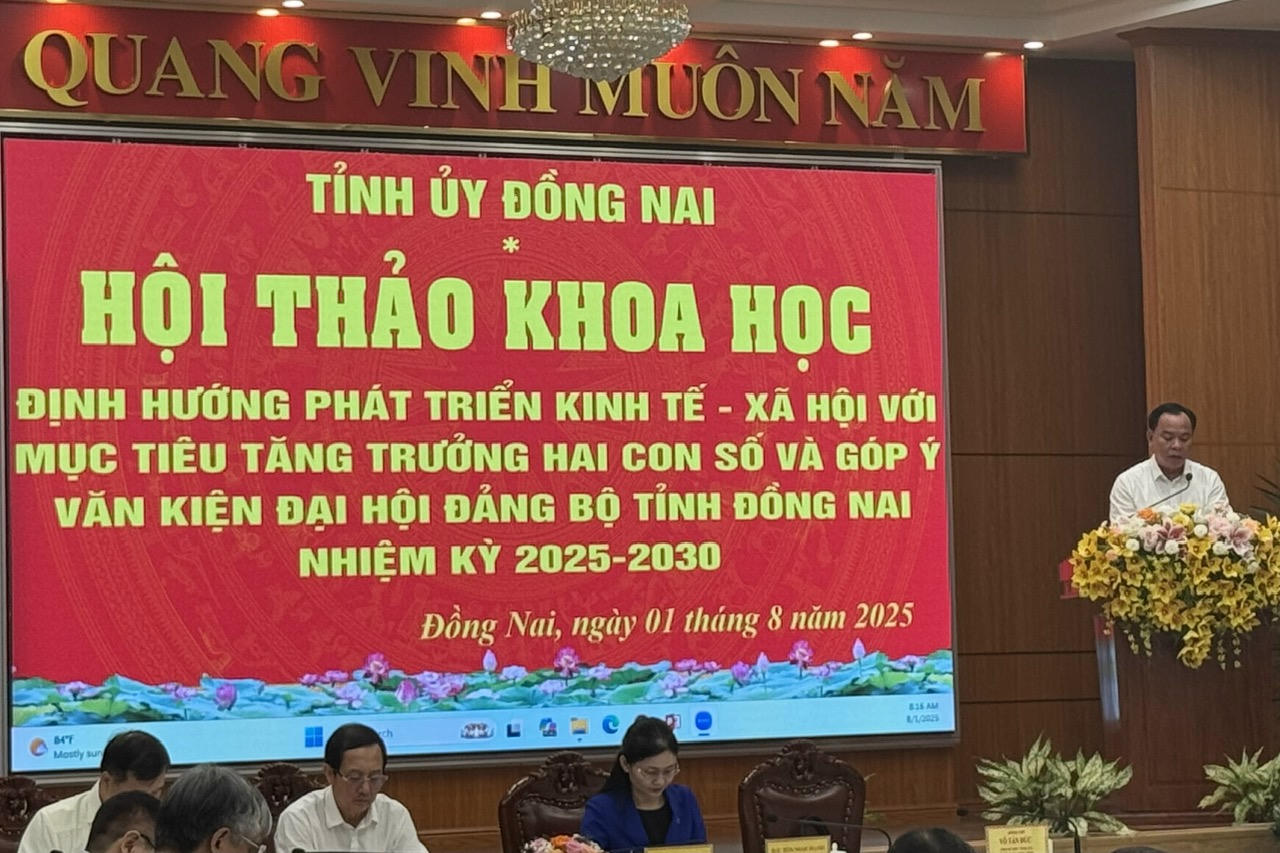 QUANG VINH MUÔN NĂM
TỈNH ỦY ĐỒNG NAI
*
HỘI THẢO KHOA HỌC
ĐỊNH HƯỚNG PHÁT TRIỂN KINH TẾ - XÃ HỘI VỚI
MỤC TIÊU TĂNG TRƯỞNG HAI CON SỐ VÀ GÓP Ý
VĂN KIỆN ĐẠI HỘI ĐẢNG BỘ TỈNH ĐỒNG NAI
NHIỆM KỲ 2025-2030
Đồng Nai, ngày 01 tháng 8 năm 2025
84°F
Mostly sun
rch
8:16 AM
8/1/2025
VÕ TẤN ĐỨC